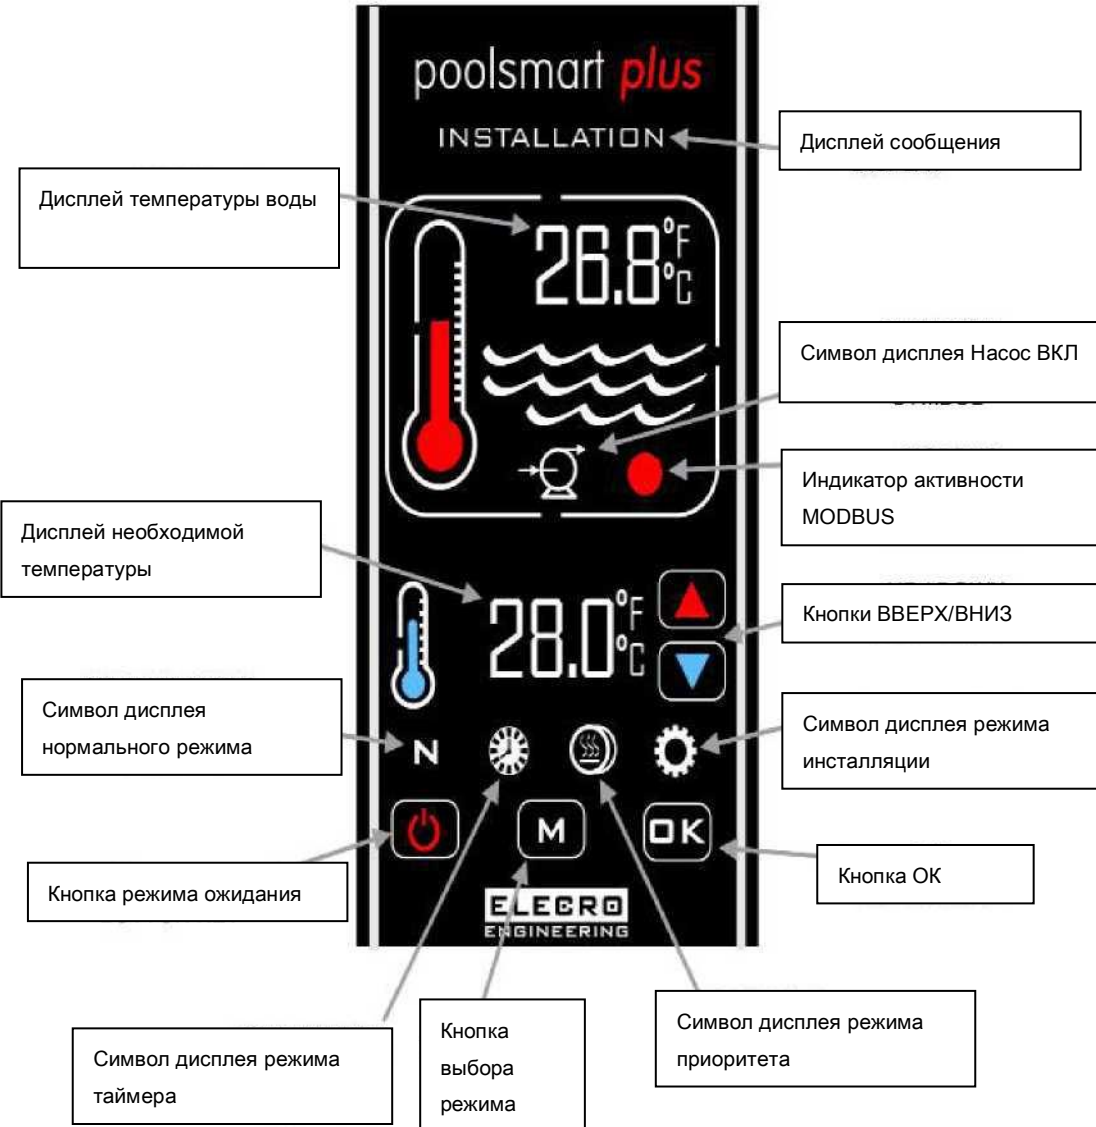 poolsmart plus
INSTALLATION
Дисплей сообщения
Дисплей температуры воды
26.8 °F
°C
Символ дисплея Насос ВКЛ
Индикатор активности
MODBUS
Дисплей необходимой
температуры
28.0 °F
°C
Кнопки ВВЕРХ/ВНИЗ
Символ дисплея
нормального режима
Символ дисплея режима
инсталляции
N
M
OK
Кнопка режима ожидания
Кнопка ОК
ELECRO
ENGINEERING
Символ дисплея режима
таймера
Кнопка
выбора
режима
Символ дисплея режима
приоритета